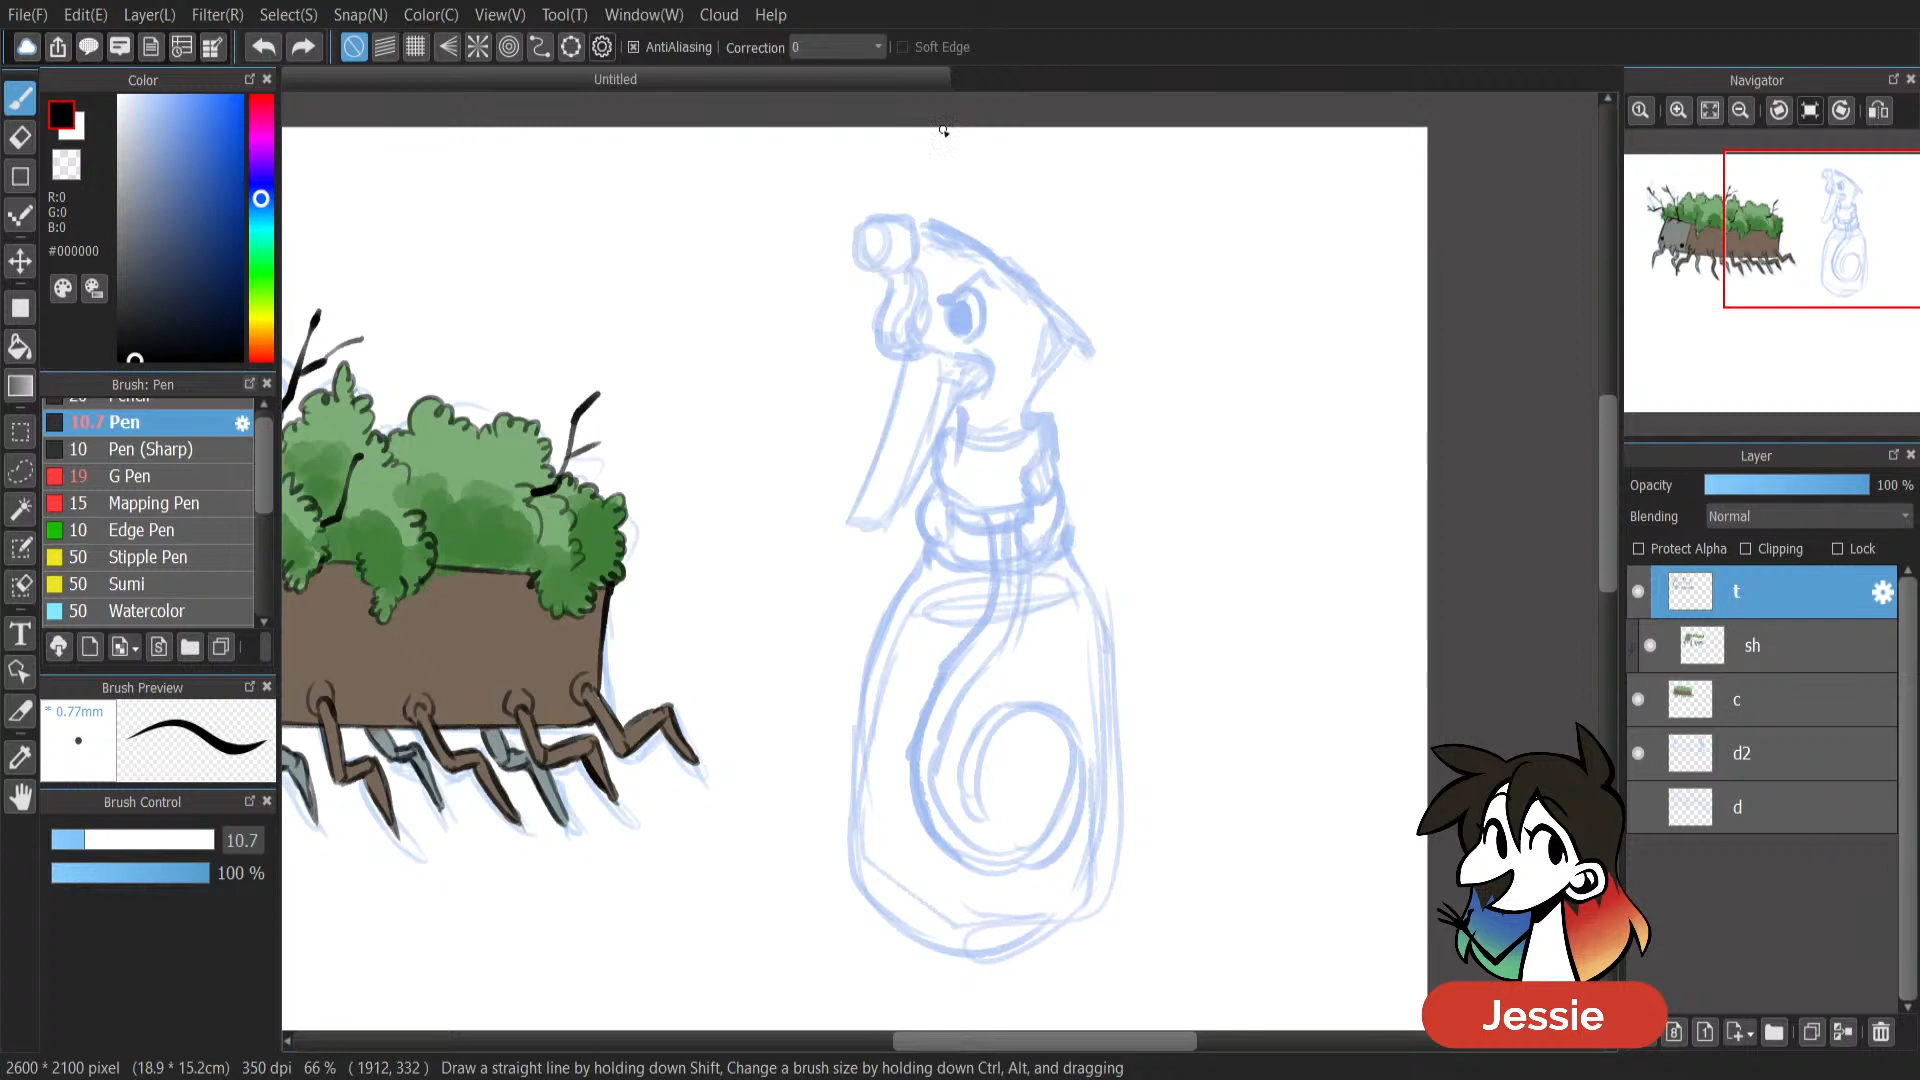 File(F) Edit(E) Layer(L) Filter(R) Select(S) Snap(N) Color(C) View(V) Tool(T) Window(W) Cloud Help
AntiAliasing Correction 0 Soft Edge
Color
Untitled
Navigator
R:0
G:0
B:0
#000000
Brush: Pen
20 Pencil
10.7 Pen
10 Pen (Sharp)
19 G Pen
15 Mapping Pen
10 Edge Pen
50 Stipple Pen
50 Sumi
50 Watercolor
Brush Preview
* 0.77mm
Brush Control
10.7
100 %
Layer
Opacity 100 %
Blending Normal
Protect Alpha Clipping Lock
t
sh
c
d2
d
Jessie
2600 * 2100 pixel (18.9 * 15.2cm) 350 dpi 66 % ( 1912, 332 ) Draw a straight line by holding down Shift, Change a brush size by holding down Ctrl, Alt, and dragging